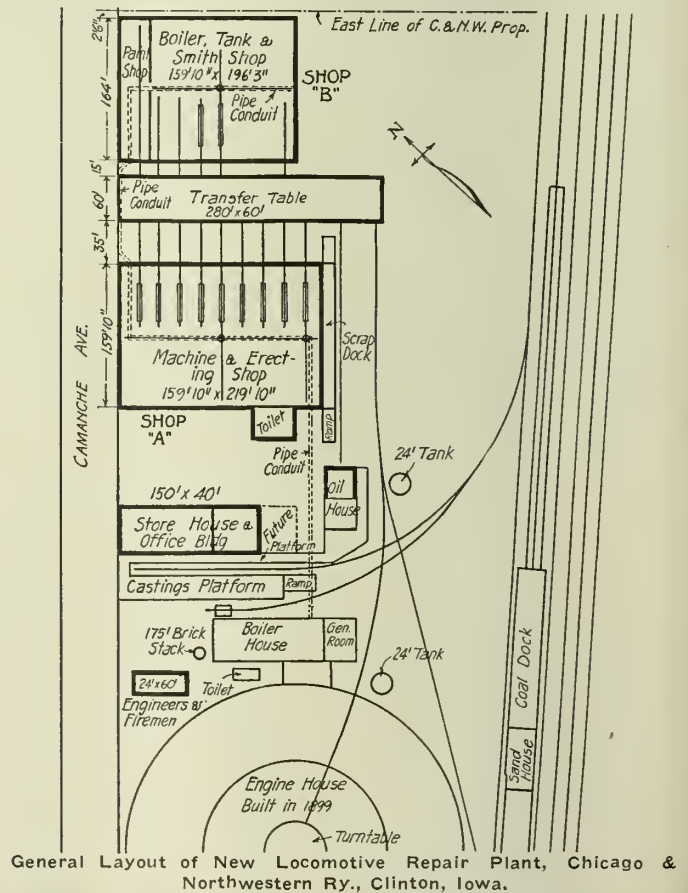 East Line of C.&N.W. Prop.
2'6"
Boiler, Tank &
Smith Shop
159'10" x 196'3"
Paint
Shop
SHOP
"B"
Pipe
Conduit
164'
15'
Pipe
Conduit
Transfer Table
280' x 60'
60'
35'
N
159'10"
Machine & Erect-
ing Shop
159'10" x 219'10"
Scrap
Dock
CAMANCHE AVE.
SHOP
"A"
Toilet
Ramp
Pipe
Conduit
24' Tank
Oil
House
150' x 40'
Store House &
Office Bldg
Future
Platform
Castings Platform
Ramp
175' Brick
Stack
Boiler
House
Gen.
Room
24' Tank
Coal Dock
Sand
House
24'x60'
Toilet
Engineers &
Firemen
Engine House
Built in 1899
Turntable
General Layout of New Locomotive Repair Plant, Chicago &
Northwestern Ry., Clinton, Iowa.